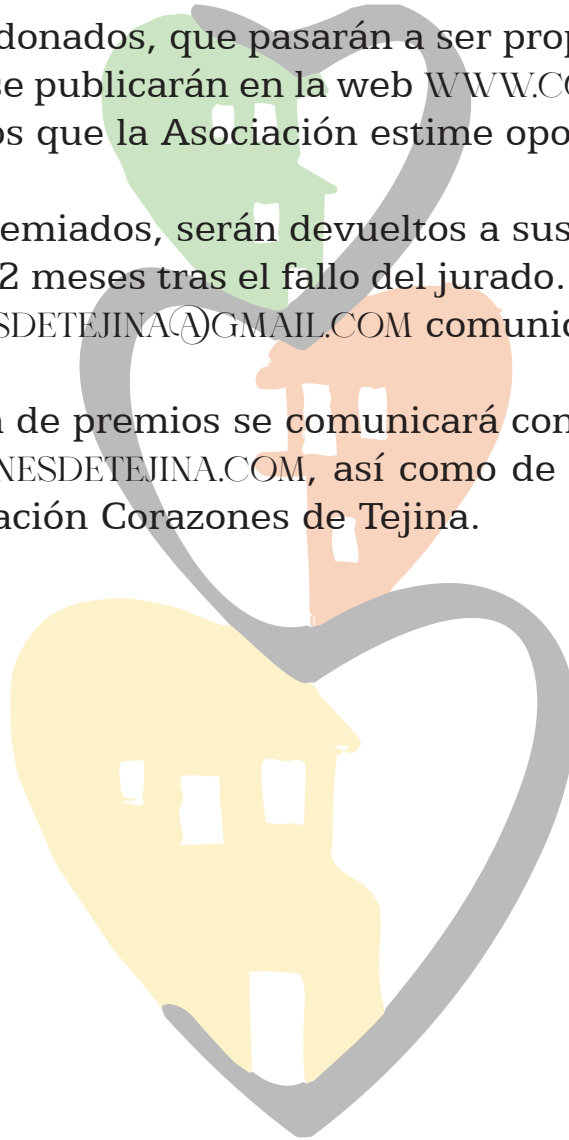 donados, que pasarán a ser prop
se publicarán en la web WWW.CO
os que la Asociación estime opo
emiados, serán devueltos a sus
2 meses tras el fallo del jurado.
SDETEJINA@GMAIL.COM comunic
n de premios se comunicará con
NESDETEJINA.COM, así como de
ación Corazones de Tejina.